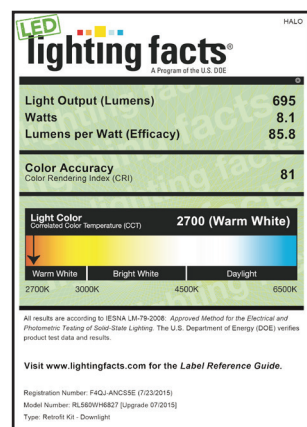 HALO
LED
lighting facts®
A Program of the U.S. DOE
Light Output (Lumens) 695
Watts 8.1
Lumens per Watt (Efficacy) 85.8
Color Accuracy
Color Rendering Index (CRI) 81
Light Color
Correlated Color Temperature (CCT) 2700 (Warm White)
Warm White Bright White Daylight
2700K 3000K 4500K 6500K
All results are according to IESNA LM-79-2008: Approved Method for the Electrical and
Photometric Testing of Solid-State Lighting. The U.S. Department of Energy (DOE) verifies
product test data and results.
Visit www.lightingfacts.com for the Label Reference Guide.
Registration Number: F4QJ-ANCS5E (7/23/2015)
Model Number: RL560WH6827 [Upgrade 07/2015]
Type: Retrofit Kit - Downlight